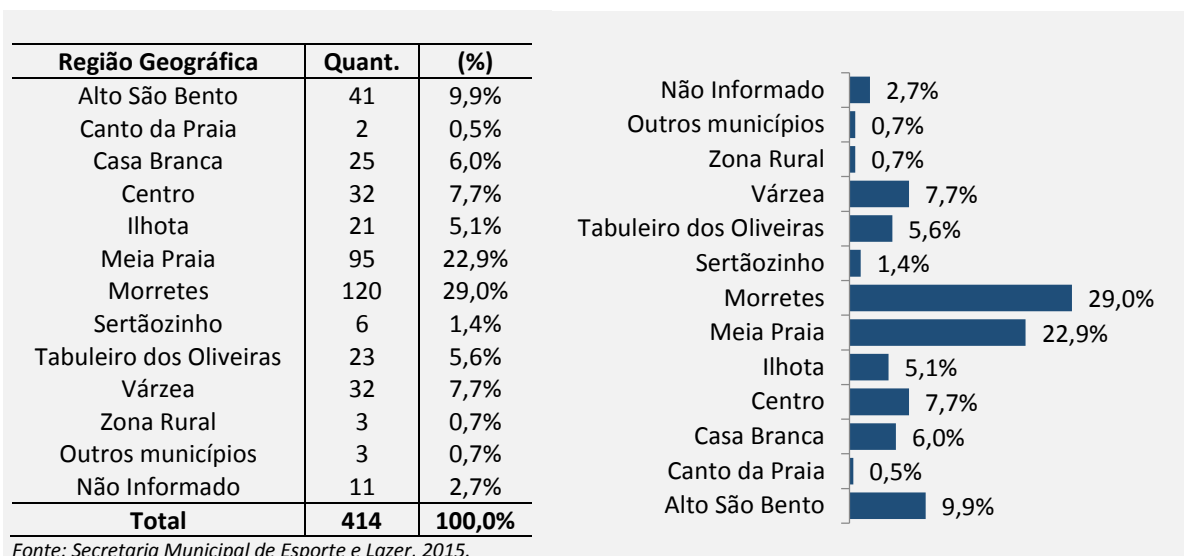 Região Geográfica Quant. (%)
Alto São Bento 41 9,9%
Canto da Praia 2 0,5%
Casa Branca 25 6,0%
Centro 32 7,7%
Ilhota 21 5,1%
Meia Praia 95 22,9%
Morretes 120 29,0%
Sertãozinho 6 1,4%
Tabuleiro dos Oliveiras 23 5,6%
Várzea 32 7,7%
Zona Rural 3 0,7%
Outros municípios 3 0,7%
Não Informado 11 2,7%
Total 414 100,0%
Fonte: Secretaria Municipal de Esporte e Lazer, 2015.
Não Informado 2,7%
Outros municípios 0,7%
Zona Rural 0,7%
Várzea 7,7%
Tabuleiro dos Oliveiras 5,6%
Sertãozinho 1,4%
Morretes 29,0%
Meia Praia 22,9%
Ilhota 5,1%
Centro 7,7%
Casa Branca 6,0%
Canto da Praia 0,5%
Alto São Bento 9,9%